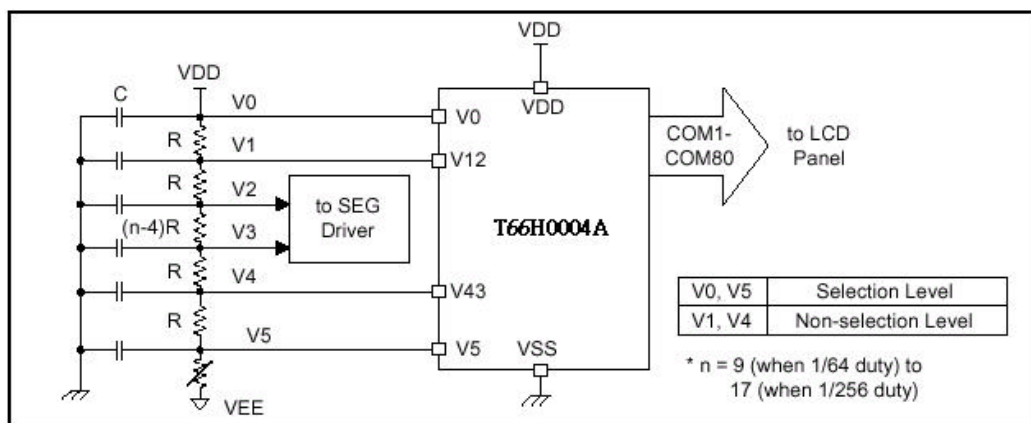 VDD
VDD
C
V0
V0
VDD
R
V1
V12
COM1-
COM80
to LCD
Panel
R
V2
to SEG
Driver
(n-4)R
V3
T66H0004A
R
V4
V43
V0, V5 Selection Level
V1, V4 Non-selection Level
R
V5
V5
VSS
* n = 9 (when 1/64 duty) to
17 (when 1/256 duty)
VEE